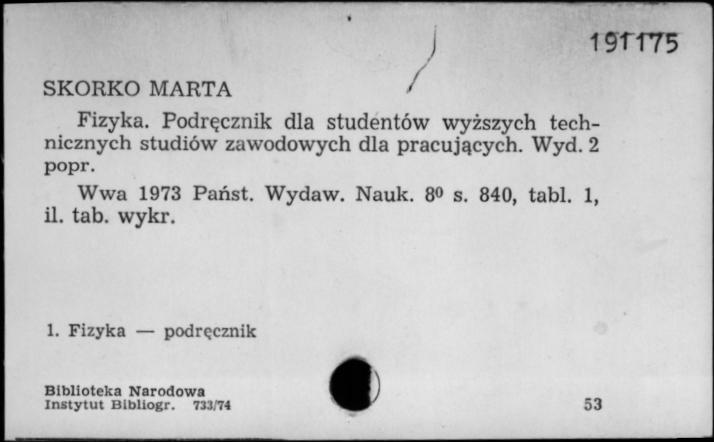 191175
SKORKO MARTA
Fizyka. Podręcznik dla studentów wyższych tech-
nicznych studiów zawodowych dla pracujących. Wyd. 2
popr.
Wwa 1973 Państ. Wydaw. Nauk. 8⁰ s. 840, tabl. 1,
il. tab. wykr.
1. Fizyka — podręcznik
Biblioteka Narodowa
Instytut Bibliogr. 733/74
53